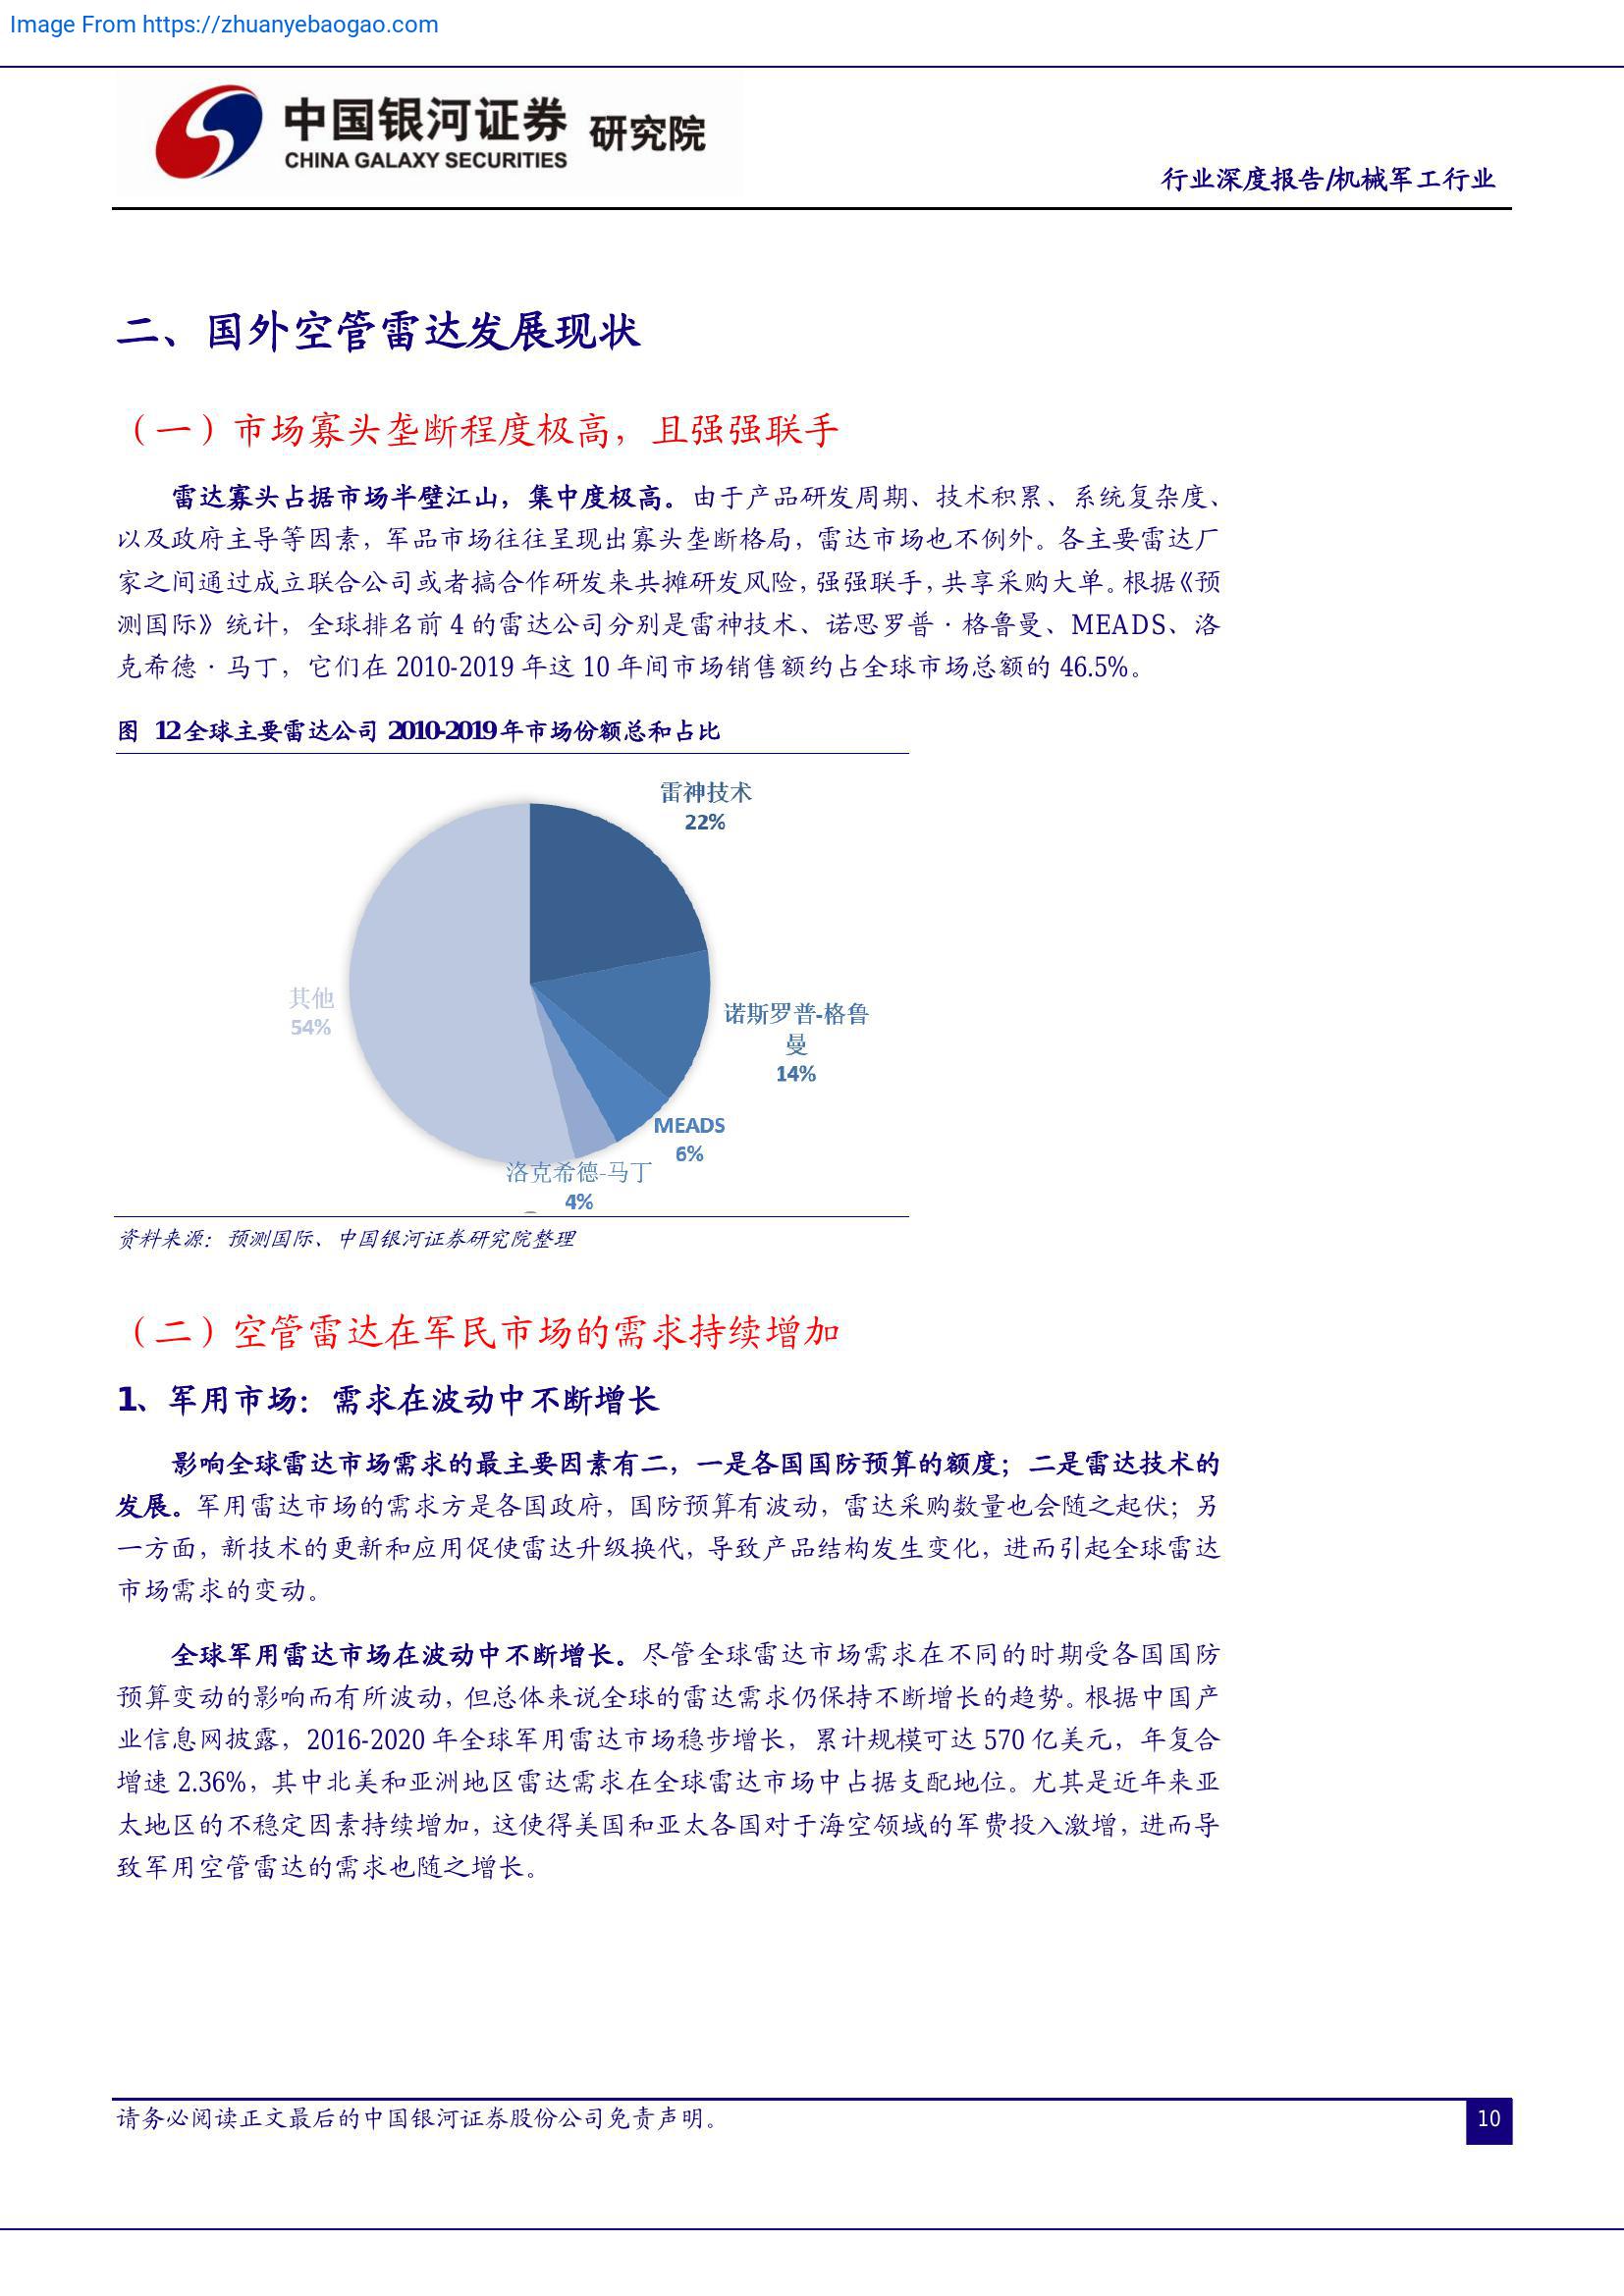 Image From https://zhuanyebaogao.com
中国银河证券 研究院
CHINA GALAXY SECURITIES
行业深度报告/机械军工行业
二、国外空管雷达发展现状
（一）市场寡头垄断程度极高，且强强联手
雷达寡头占据市场半壁江山，集中度极高。由于产品研发周期、技术积累、系统复杂度、
以及政府主导等因素，军品市场往往呈现出寡头垄断格局，雷达市场也不例外。各主要雷达厂
家之间通过成立联合公司或者搞合作研发来共摊研发风险，强强联手，共享采购大单。根据《预
测国际》统计，全球排名前 4 的雷达公司分别是雷神技术、诺思罗普·格鲁曼、MEADS、洛
克希德·马丁，它们在 2010-2019 年这 10 年间市场销售额约占全球市场总额的 46.5%。
图 12 全球主要雷达公司 2010-2019 年市场份额总和占比
雷神技术
22%
其他
54%
诺斯罗普-格鲁
曼
14%
MEADS
6%
洛克希德-马丁
4%
资料来源：预测国际、中国银河证券研究院整理
（二）空管雷达在军民市场的需求持续增加
1、军用市场：需求在波动中不断增长
影响全球雷达市场需求的最主要因素有二，一是各国国防预算的额度；二是雷达技术的
发展。军用雷达市场的需求方是各国政府，国防预算有波动，雷达采购数量也会随之起伏；另
一方面，新技术的更新和应用促使雷达升级换代，导致产品结构发生变化，进而引起全球雷达
市场需求的变动。
全球军用雷达市场在波动中不断增长。尽管全球雷达市场需求在不同的时期受各国国防
预算变动的影响而有所波动，但总体来说全球的雷达需求仍保持不断增长的趋势。根据中国产
业信息网披露，2016-2020 年全球军用雷达市场稳步增长，累计规模可达 570 亿美元，年复合
增速 2.36%，其中北美和亚洲地区雷达需求在全球雷达市场中占据支配地位。尤其是近年来亚
太地区的不稳定因素持续增加，这使得美国和亚太各国对于海空领域的军费投入激增，进而导
致军用空管雷达的需求也随之增长。
请务必阅读正文最后的中国银河证券股份公司免责声明。
10